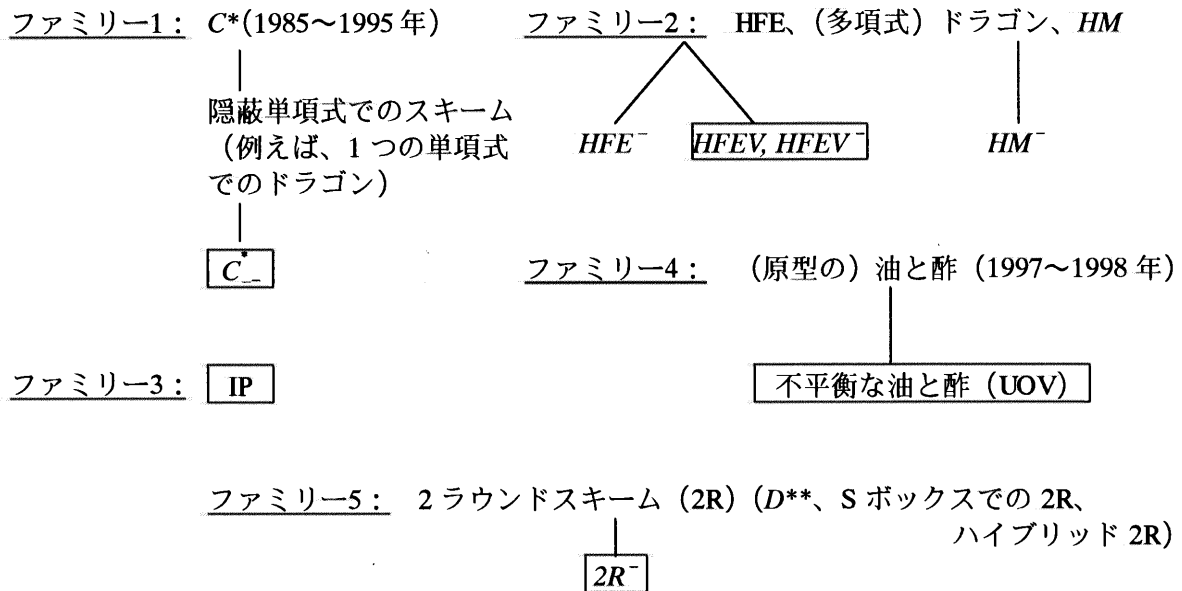 ファミリー1： C*(1985～1995年)
隠蔽単項式でのスキーム
（例えば、1つの単項式
でのドラゴン）
C*--
ファミリー2： HFE、（多項式）ドラゴン、HM
HFE⁻
HFEV, HFEV⁻
HM⁻
ファミリー3： IP
ファミリー4： （原型の）油と酢（1997～1998年）
不平衡な油と酢（UOV）
ファミリー5： 2ラウンドスキーム（2R）（D**、Sボックスでの2R、
ハイブリッド2R）
2R⁻